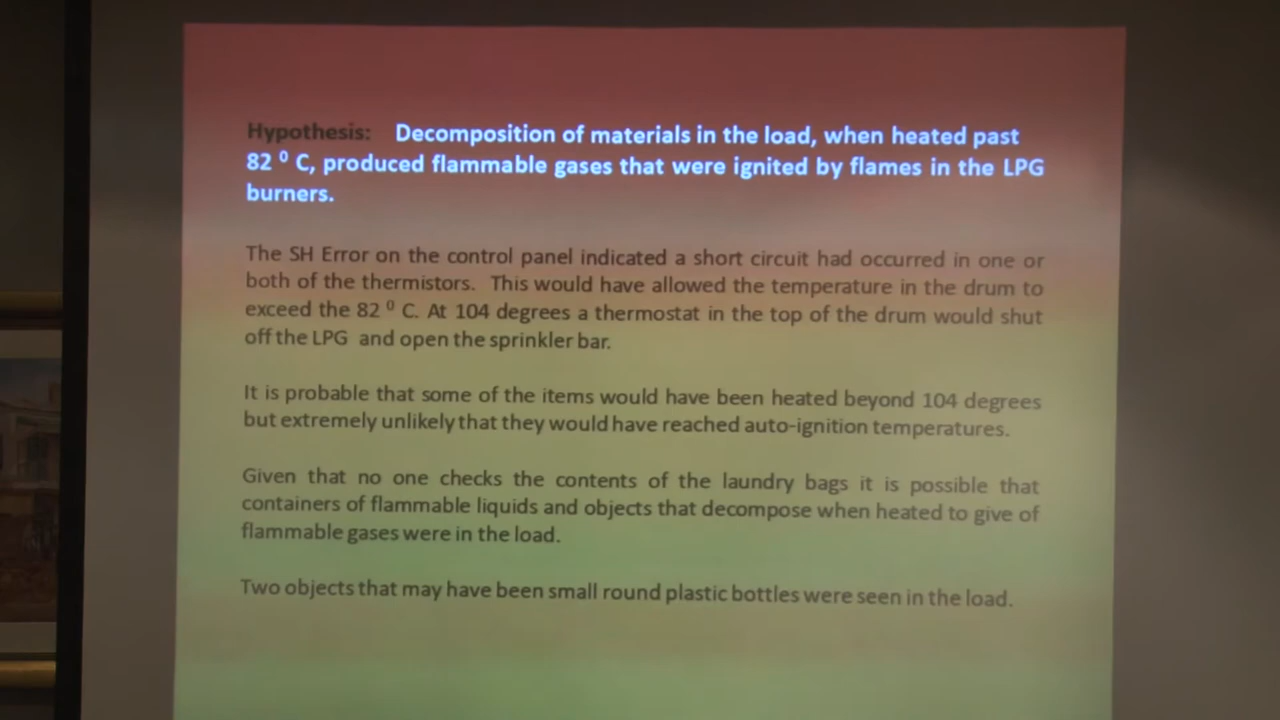 Hypothesis: Decomposition of materials in the load, when heated past
82 ⁰ C, produced flammable gases that were ignited by flames in the LPG
burners.
The SH Error on the control panel indicated a short circuit had occurred in one or
both of the thermistors. This would have allowed the temperature in the drum to
exceed the 82 ⁰ C. At 104 degrees a thermostat in the top of the drum would shut
off the LPG and open the sprinkler bar.
It is probable that some of the items would have been heated beyond 104 degrees
but extremely unlikely that they would have reached auto-ignition temperatures.
Given that no one checks the contents of the laundry bags it is possible that
containers of flammable liquids and objects that decompose when heated to give of
flammable gases were in the load.
Two objects that may have been small round plastic bottles were seen in the load.